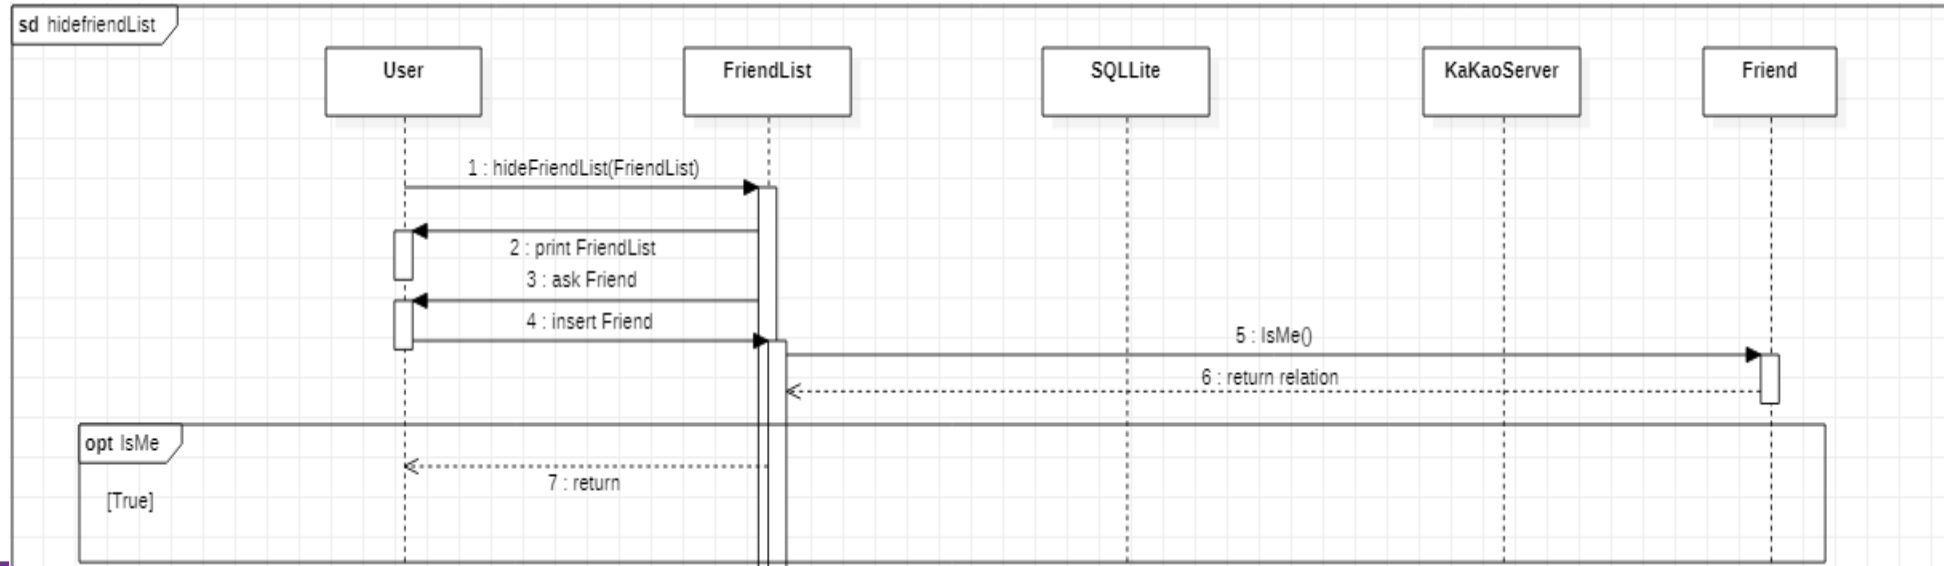 sd hidefriendList
User
FriendList
SQLLite
KaKaoServer
Friend
1 : hideFriendList(FriendList)
2 : print FriendList
3 : ask Friend
4 : insert Friend
5 : IsMe()
6 : return relation
opt IsMe
7 : return
[True]